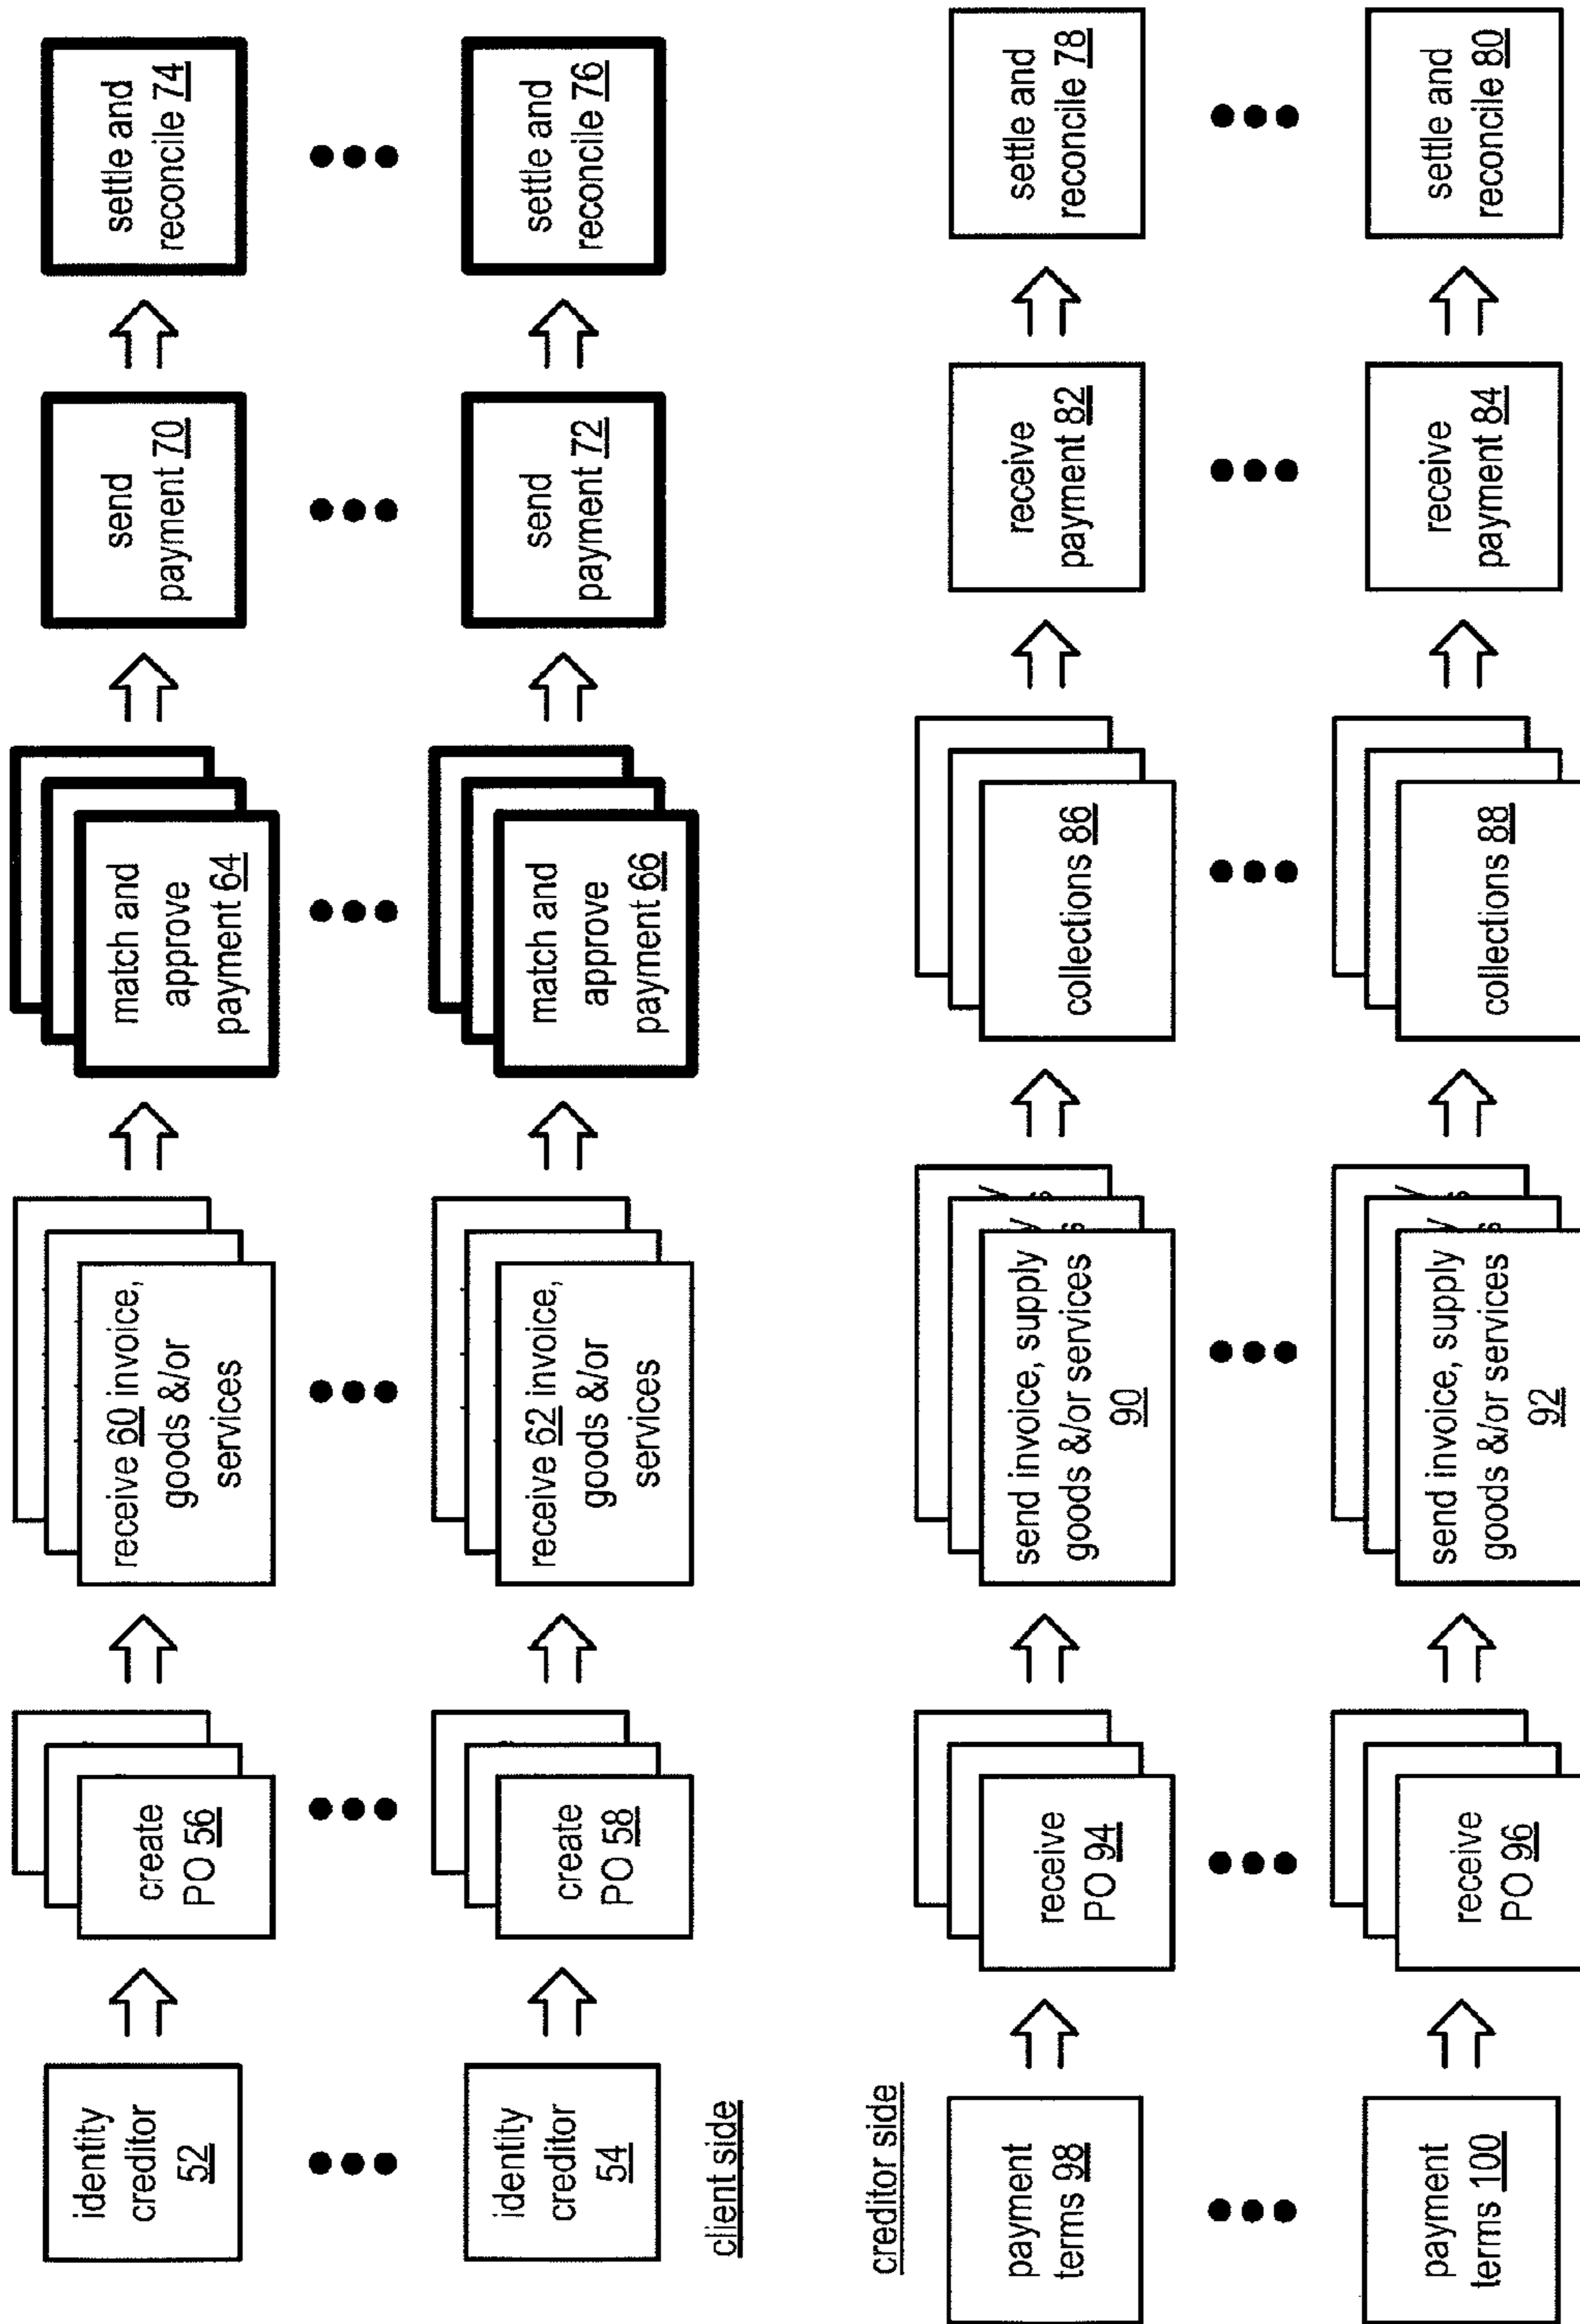 identity
creditor
52
create
PO 56
receive 60 invoice,
goods &/or
services
match and
approve
payment 64
send
payment 70
settle and
reconcile 74
identity
creditor
54
create
PO 58
receive 62 invoice,
goods &/or
services
match and
approve
payment 66
send
payment 72
settle and
reconcile 76
client side
creditor side
payment
terms 98
receive
PO 94
send invoice, supply
goods &/or services
90
collections 86
receive
payment 82
settle and
reconcile 78
payment
terms 100
receive
PO 96
send invoice, supply
goods &/or services
92
collections 88
receive
payment 84
settle and
reconcile 80